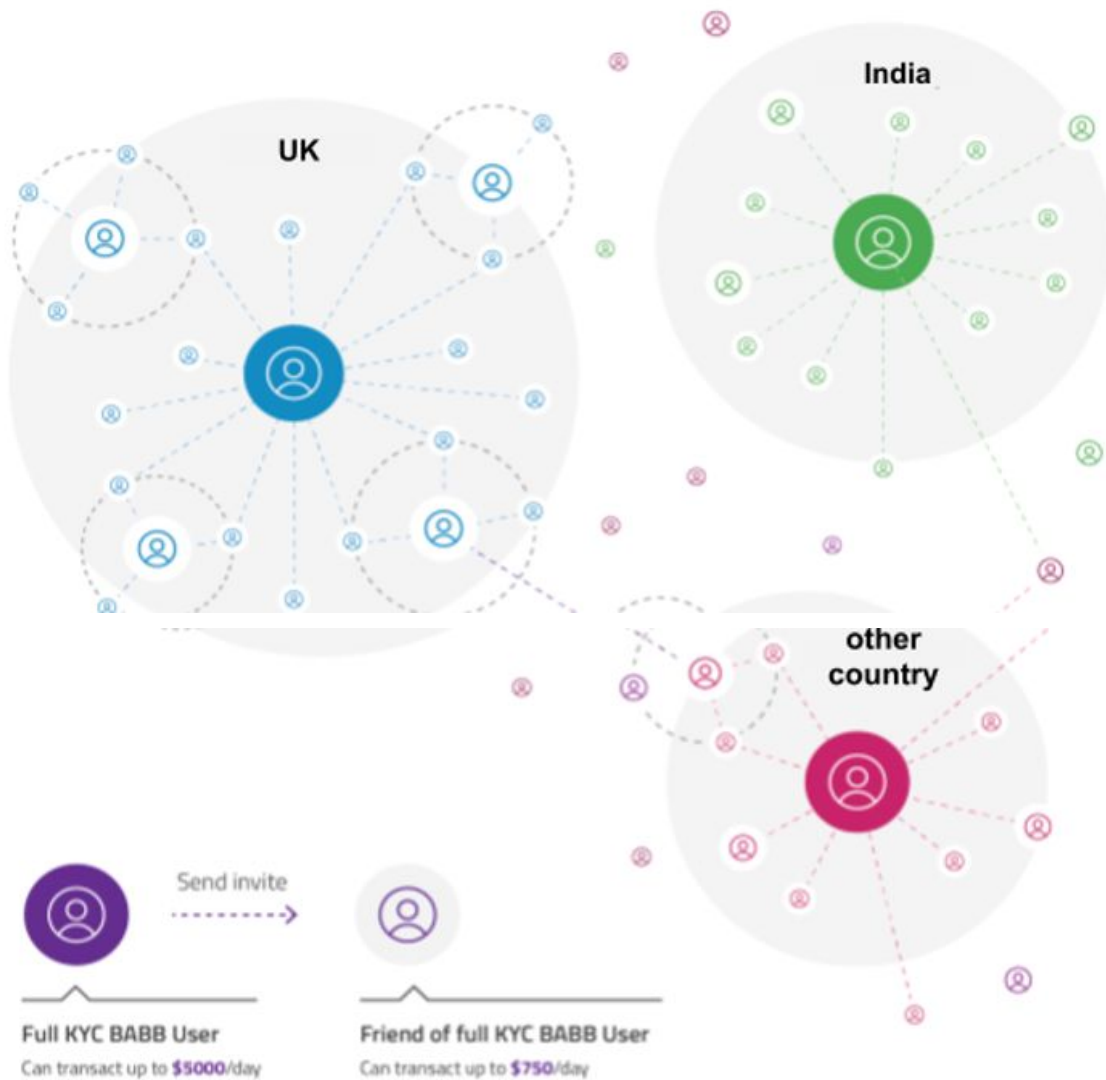 India
UK
other
country
Send invite
Full KYC BABB User
Can transact up to $5000/day
Friend of full KYC BABB User
Can transact up to $750/day